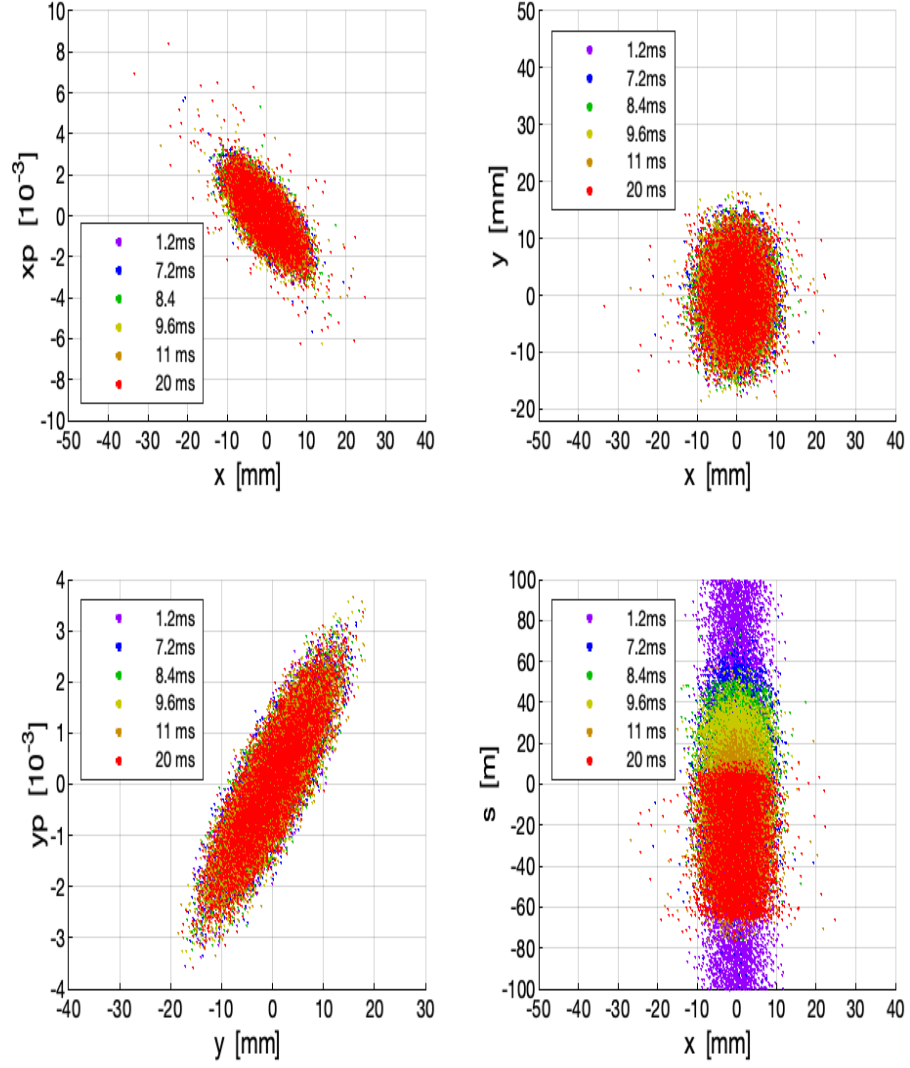 10
8
6
4
2
0
-2
-4
-6
-8
-10
xp [10⁻³]
-50 -40 -30 -20 -10 0 10 20 30 40
x [mm]
1.2ms
7.2ms
8.4
9.6ms
11 ms
20 ms
50
40
30
20
10
0
-10
-20
y [mm]
-40 -30 -20 -10 0 10 20 30 40
x [mm]
1.2ms
7.2ms
8.4ms
9.6ms
11 ms
20 ms
4
3
2
1
0
-1
-2
-3
-4
yp [10⁻³]
-40 -30 -20 -10 0 10 20 30
y [mm]
1.2ms
7.2ms
8.4ms
9.6ms
11 ms
20 ms
100
80
60
40
20
0
-20
-40
-60
-80
-100
s [m]
-40 -30 -20 -10 0 10 20 30 40
x [mm]
1.2ms
7.2ms
8.4ms
9.6ms
11 ms
20 ms